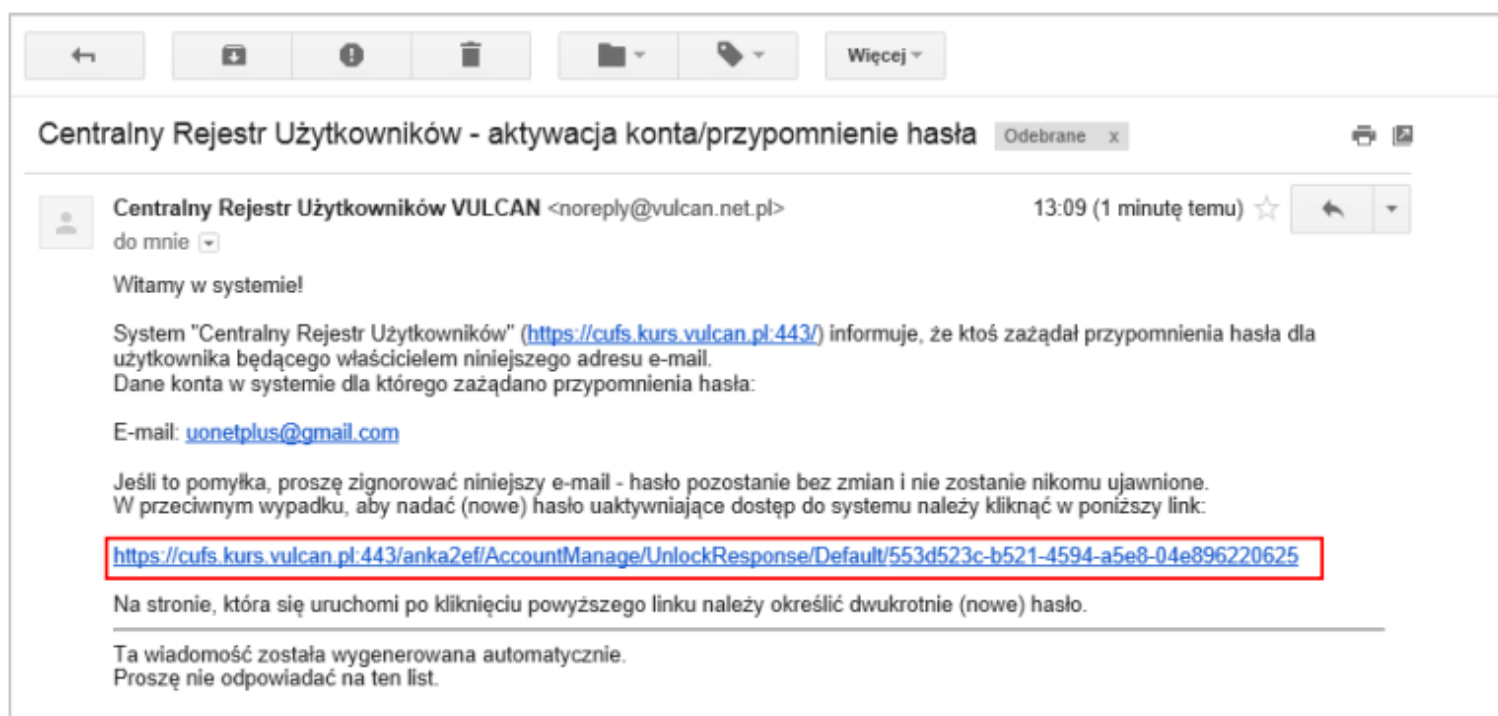 Więcej
Centralny Rejestr Użytkowników - aktywacja konta/przypomnienie hasła Odebrane x
Centralny Rejestr Użytkowników VULCAN <noreply@vulcan.net.pl> 13:09 (1 minutę temu)
do mnie
Witamy w systemie!
System "Centralny Rejestr Użytkowników" (https://cufs.kurs.vulcan.pl:443/) informuje, że ktoś zażądał przypomnienia hasła dla
użytkownika będącego właścicielem niniejszego adresu e-mail.
Dane konta w systemie dla którego zażądano przypomnienia hasła:
E-mail: uonetplus@gmail.com
Jeśli to pomyłka, proszę zignorować niniejszy e-mail - hasło pozostanie bez zmian i nie zostanie nikomu ujawnione.
W przeciwnym wypadku, aby nadać (nowe) hasło uaktywniające dostęp do systemu należy kliknąć w poniższy link:
https://cufs.kurs.vulcan.pl:443/anka2ef/AccountManage/UnlockResponse/Default/553d523c-b521-4594-a5e8-04e896220625
Na stronie, która się uruchomi po kliknięciu powyższego linku należy określić dwukrotnie (nowe) hasło.
Ta wiadomość została wygenerowana automatycznie.
Proszę nie odpowiadać na ten list.